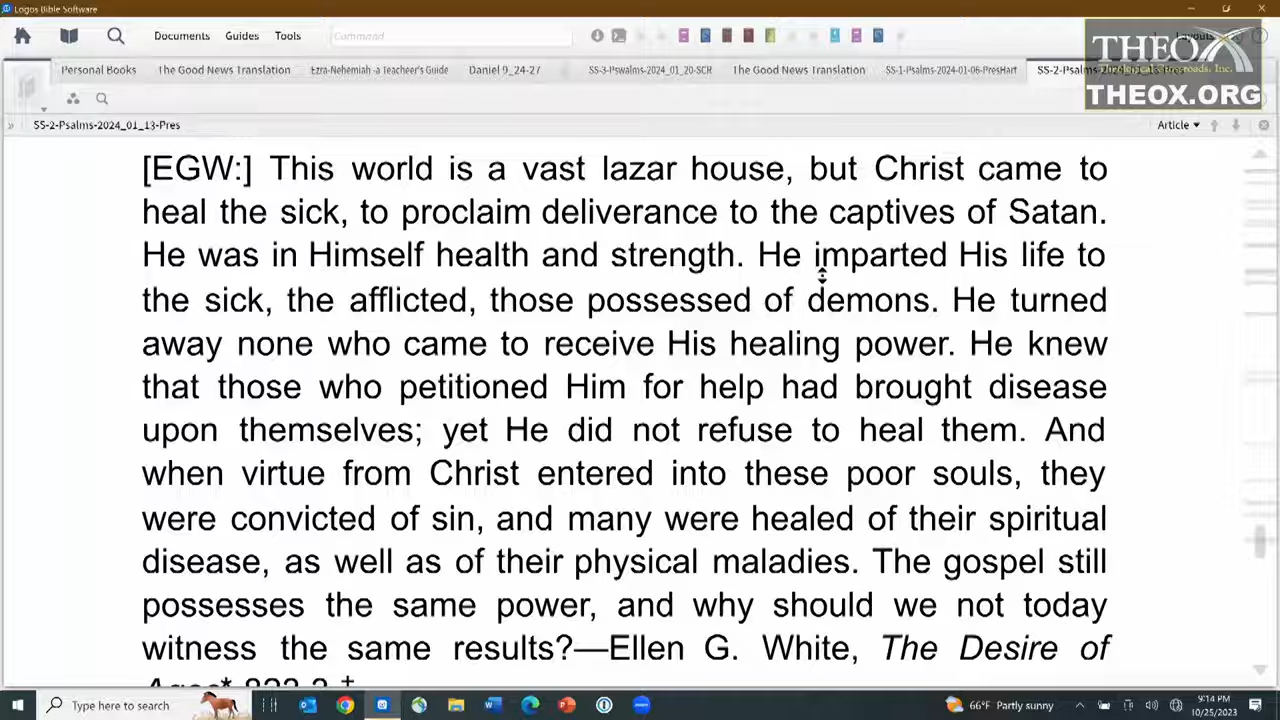 Logos Bible Software
Documents Guides Tools Command
THEOX
Theological Crossroads, Inc.
THEOX.ORG
Personal Books The Good News Translation Daniel 9_24-27 SS-3-Pswalms-2024_01_20-SCR The Good News Translation SS-1-Psalms-2024-01-06-PresHart SS-2-Psalms
SS-2-Psalms-2024_01_13-Pres Article
[EGW:] This world is a vast lazar house, but Christ came to
heal the sick, to proclaim deliverance to the captives of Satan.
He was in Himself health and strength. He imparted His life to
the sick, the afflicted, those possessed of demons. He turned
away none who came to receive His healing power. He knew
that those who petitioned Him for help had brought disease
upon themselves; yet He did not refuse to heal them. And
when virtue from Christ entered into these poor souls, they
were convicted of sin, and many were healed of their spiritual
disease, as well as of their physical maladies. The gospel still
possesses the same power, and why should we not today
witness the same results?—Ellen G. White, The Desire of
Type here to search
66°F Partly sunny
9:14 PM
10/25/2023